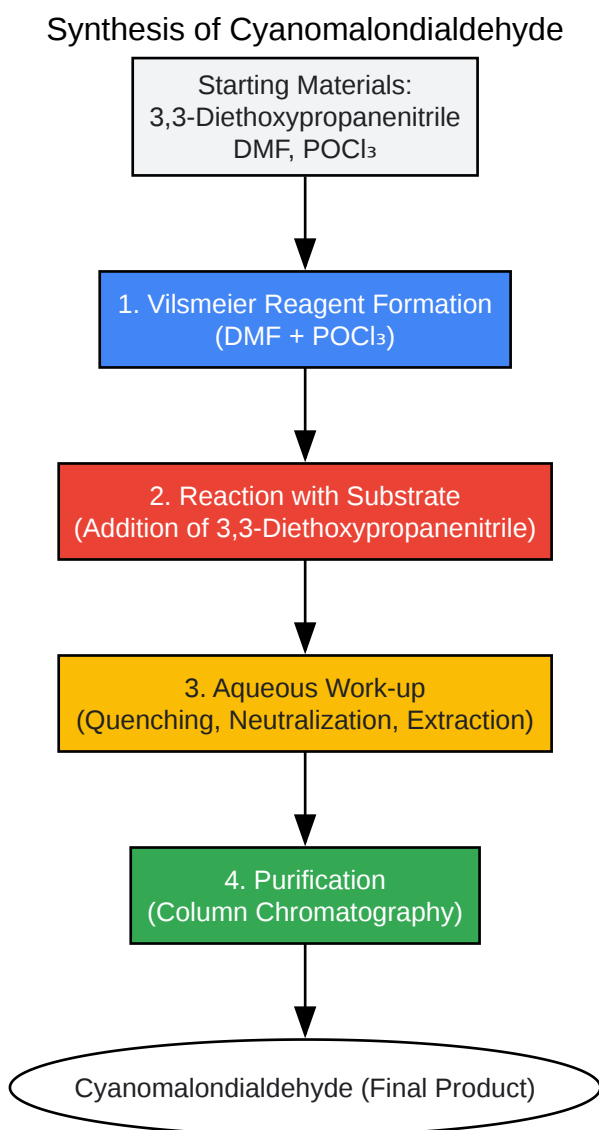 Synthesis of Cyanomalondialdehyde
Starting Materials:
3,3-Diethoxypropanenitrile
DMF, POCl₃
1. Vilsmeier Reagent Formation
(DMF + POCl₃)
2. Reaction with Substrate
(Addition of 3,3-Diethoxypropanenitrile)
3. Aqueous Work-up
(Quenching, Neutralization, Extraction)
4. Purification
(Column Chromatography)
Cyanomalondialdehyde (Final Product)